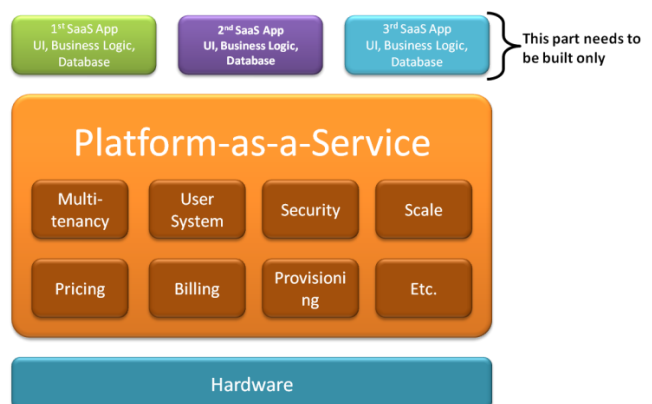 1st SaaS App
UI, Business Logic,
Database
2nd SaaS App
UI, Business Logic,
Database
3rd SaaS App
UI, Business Logic,
Database
This part needs to
be built only
Platform-as-a-Service
Multi-
tenancy
User
System
Security
Scale
Pricing
Billing
Provisioni
ng
Etc.
Hardware